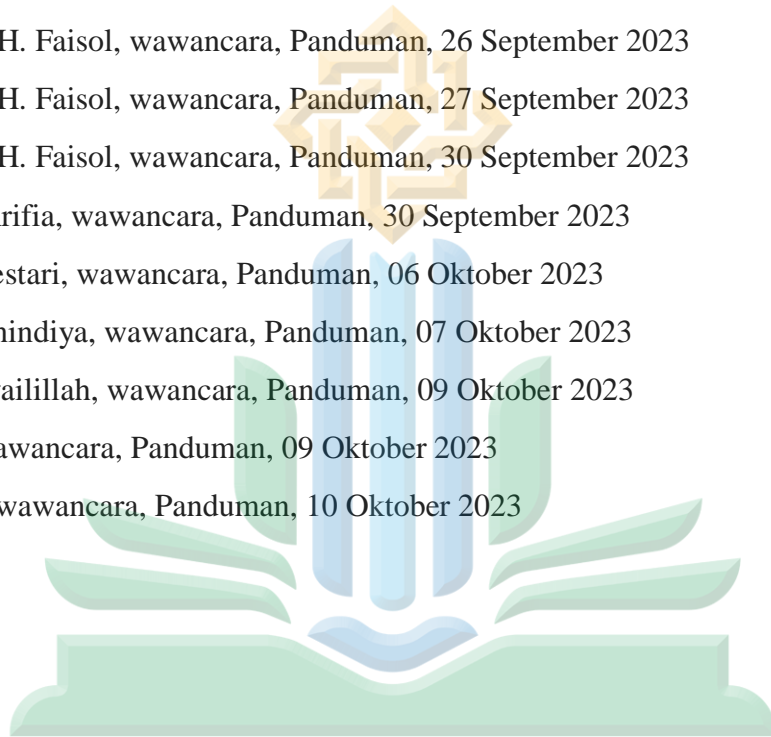 H. Faisol, wawancara, Panduman, 26 September 2023
H. Faisol, wawancara, Panduman, 27 September 2023
H. Faisol, wawancara, Panduman, 30 September 2023
rifia, wawancara, Panduman, 30 September 2023
estari, wawancara, Panduman, 06 Oktober 2023
hindiya, wawancara, Panduman, 07 Oktober 2023
ailillah, wawancara, Panduman, 09 Oktober 2023
awancara, Panduman, 09 Oktober 2023
wawancara, Panduman, 10 Oktober 2023